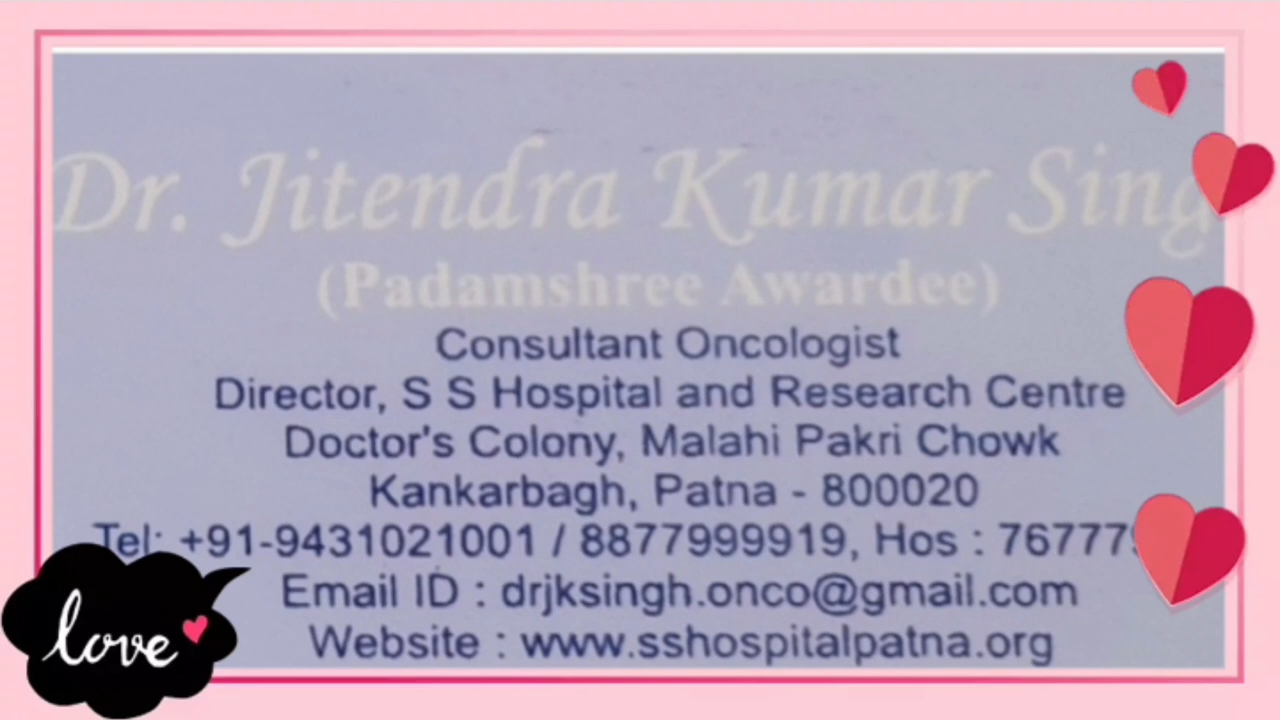 Dr. Jitendra Kumar Sing
(Padamshree Awardee)
Consultant Oncologist
Director, S S Hospital and Research Centre
Doctor's Colony, Malahi Pakri Chowk
Kankarbagh, Patna - 800020
Tel: +91-9431021001 / 8877999919, Hos : 767779
Email ID : drjksingh.onco@gmail.com
Website : www.sshospitalpatna.org
love